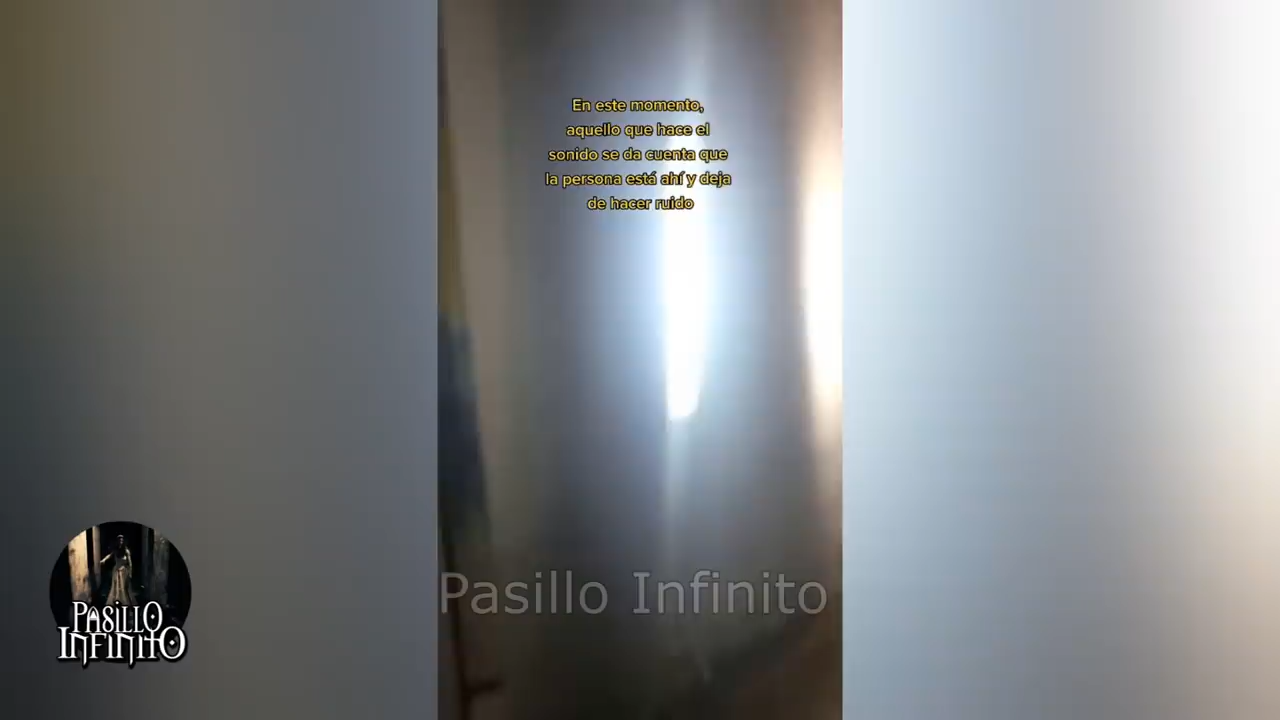 En este momento,
aquello que hace el
sonido se da cuenta que
la persona está ahí y deja
de hacer ruido
Pasillo Infinito
PASILLO
INFINITO